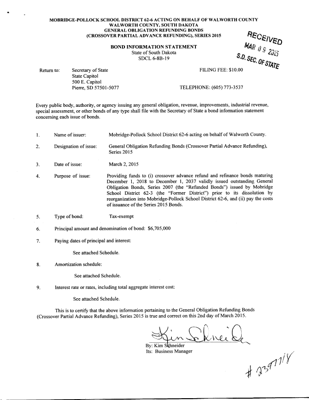 MOBRIDGE-POLLOCK SCHOOL DISTRICT 62-6 ACTING ON BEHALF OF WALWORTH COUNTY
WALWORTH COUNTY, SOUTH DAKOTA
GENERAL OBLIGATION REFUNDING BONDS
(CROSSOVER PARTIAL ADVANCE REFUNDING), SERIES 2015
RECEIVED
MAR 09 2015
S.D. SEC. OF STATE
BOND INFORMATION STATEMENT
State of South Dakota
SDCL 6-8B-19
Return to: Secretary of State FILING FEE: $10.00
State Capitol
500 E. Capitol
Pierre, SD 57501-5077 TELEPHONE: (605) 773-3537
Every public body, authority, or agency issuing any general obligation, revenue, improvements, industrial revenue,
special assessment, or other bonds of any type shall file with the Secretary of State a bond information statement
concerning each issue of bonds.
1. Name of issuer: Mobridge-Pollock School District 62-6 acting on behalf of Walworth County.
2. Designation of issue: General Obligation Refunding Bonds (Crossover Partial Advance Refunding),
Series 2015
3. Date of issue: March 2, 2015
4. Purpose of issue: Providing funds to (i) crossover advance refund and refinance bonds maturing
December 1, 2018 to December 1, 2037 validly issued outstanding General
Obligation Bonds, Series 2007 (the "Refunded Bonds") issued by Mobridge
School District 62-3 (the "Former District") prior to its dissolution by
reorganization into Mobridge-Pollock School District 62-6, and (ii) pay the costs
of issuance of the Series 2015 Bonds.
5. Type of bond: Tax-exempt
6. Principal amount and denomination of bond: $6,705,000
7. Paying dates of principal and interest:
See attached Schedule.
8. Amortization schedule:
See attached Schedule.
9. Interest rate or rates, including total aggregate interest cost:
See attached Schedule.
This is to certify that the above information pertaining to the General Obligation Refunding Bonds
(Crossover Partial Advance Refunding), Series 2015 is true and correct on this 2nd day of March 2015.
Kim Schneider
By: Kim Schneider
Its: Business Manager